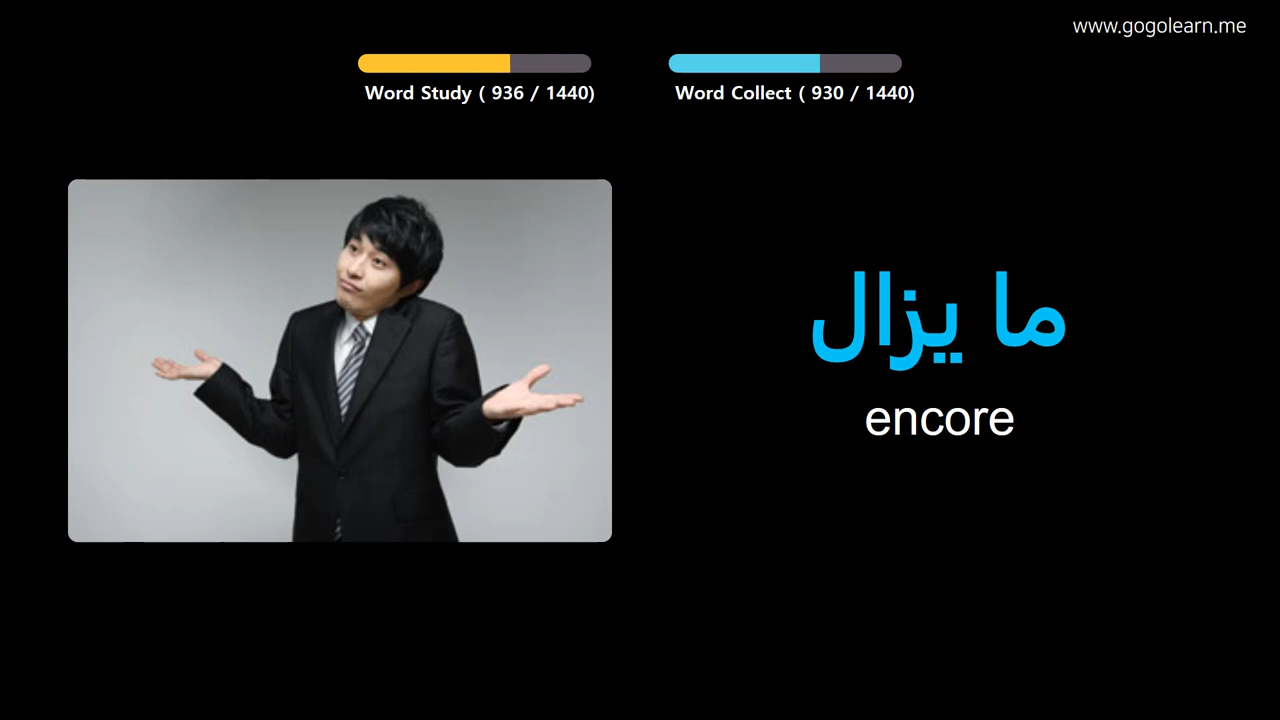 www.gogolearn.me
Word Study ( 936 / 1440)
Word Collect ( 930 / 1440)
ما يزال
encore